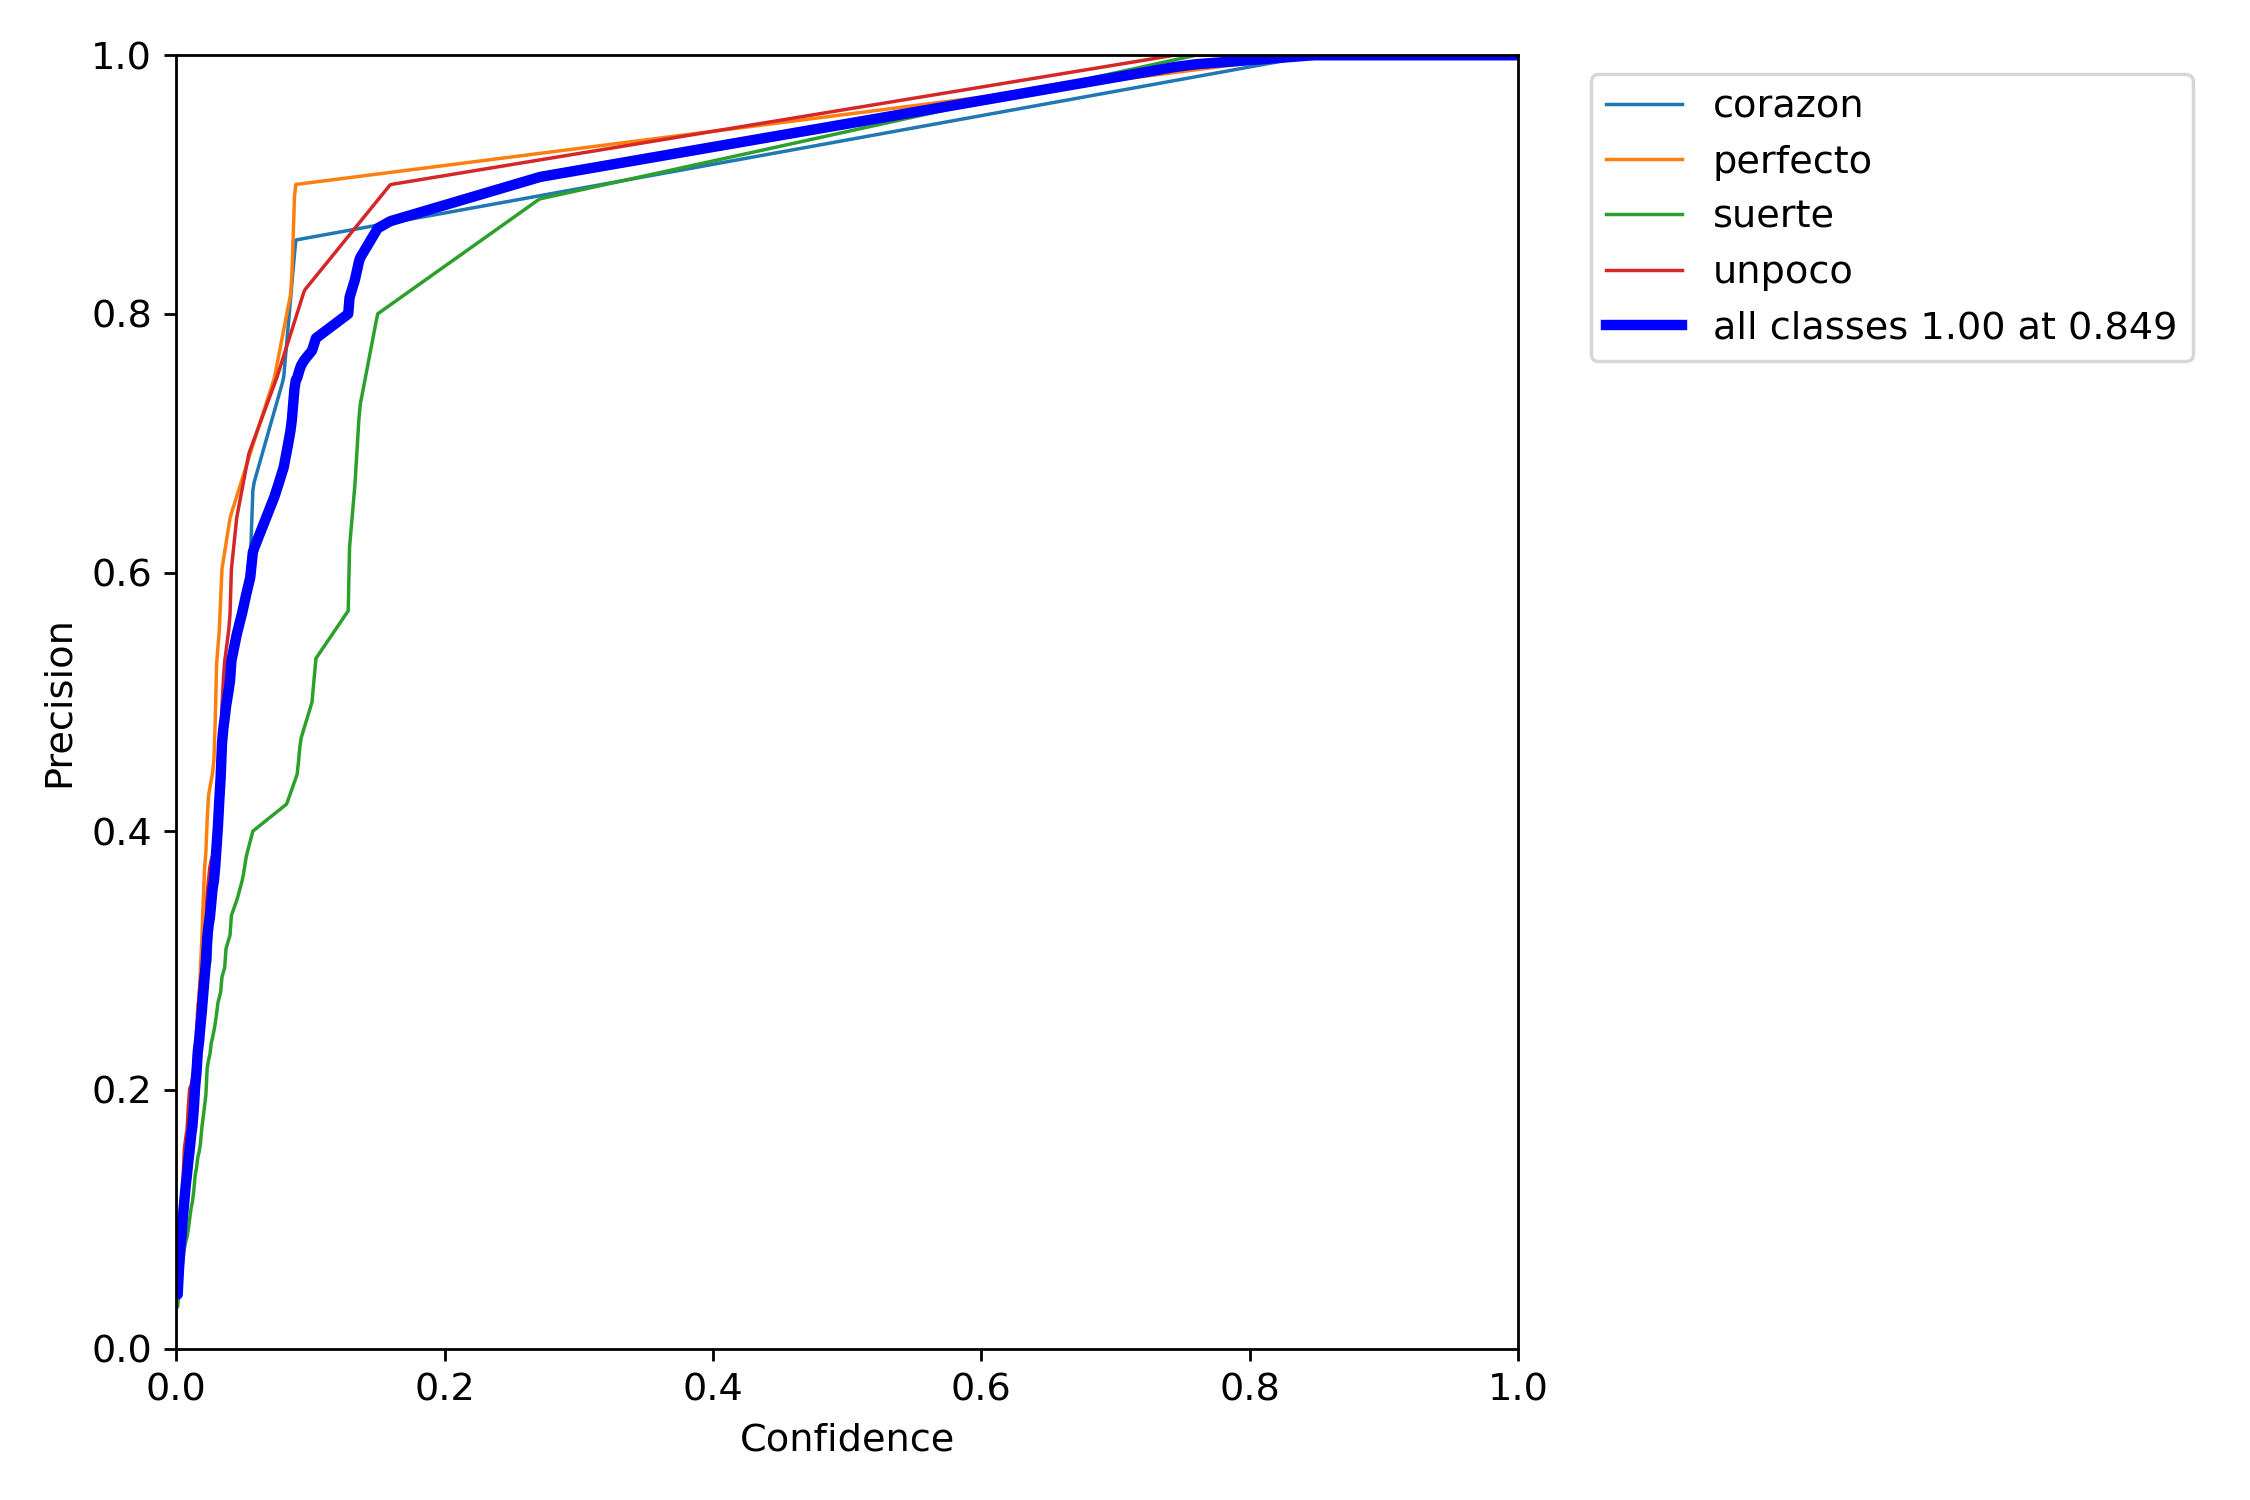 1.0
0.8
0.6
0.4
0.2
0.0
Precision
0.0 0.2 0.4 0.6 0.8 1.0
Confidence
corazon
perfecto
suerte
unpoco
all classes 1.00 at 0.849